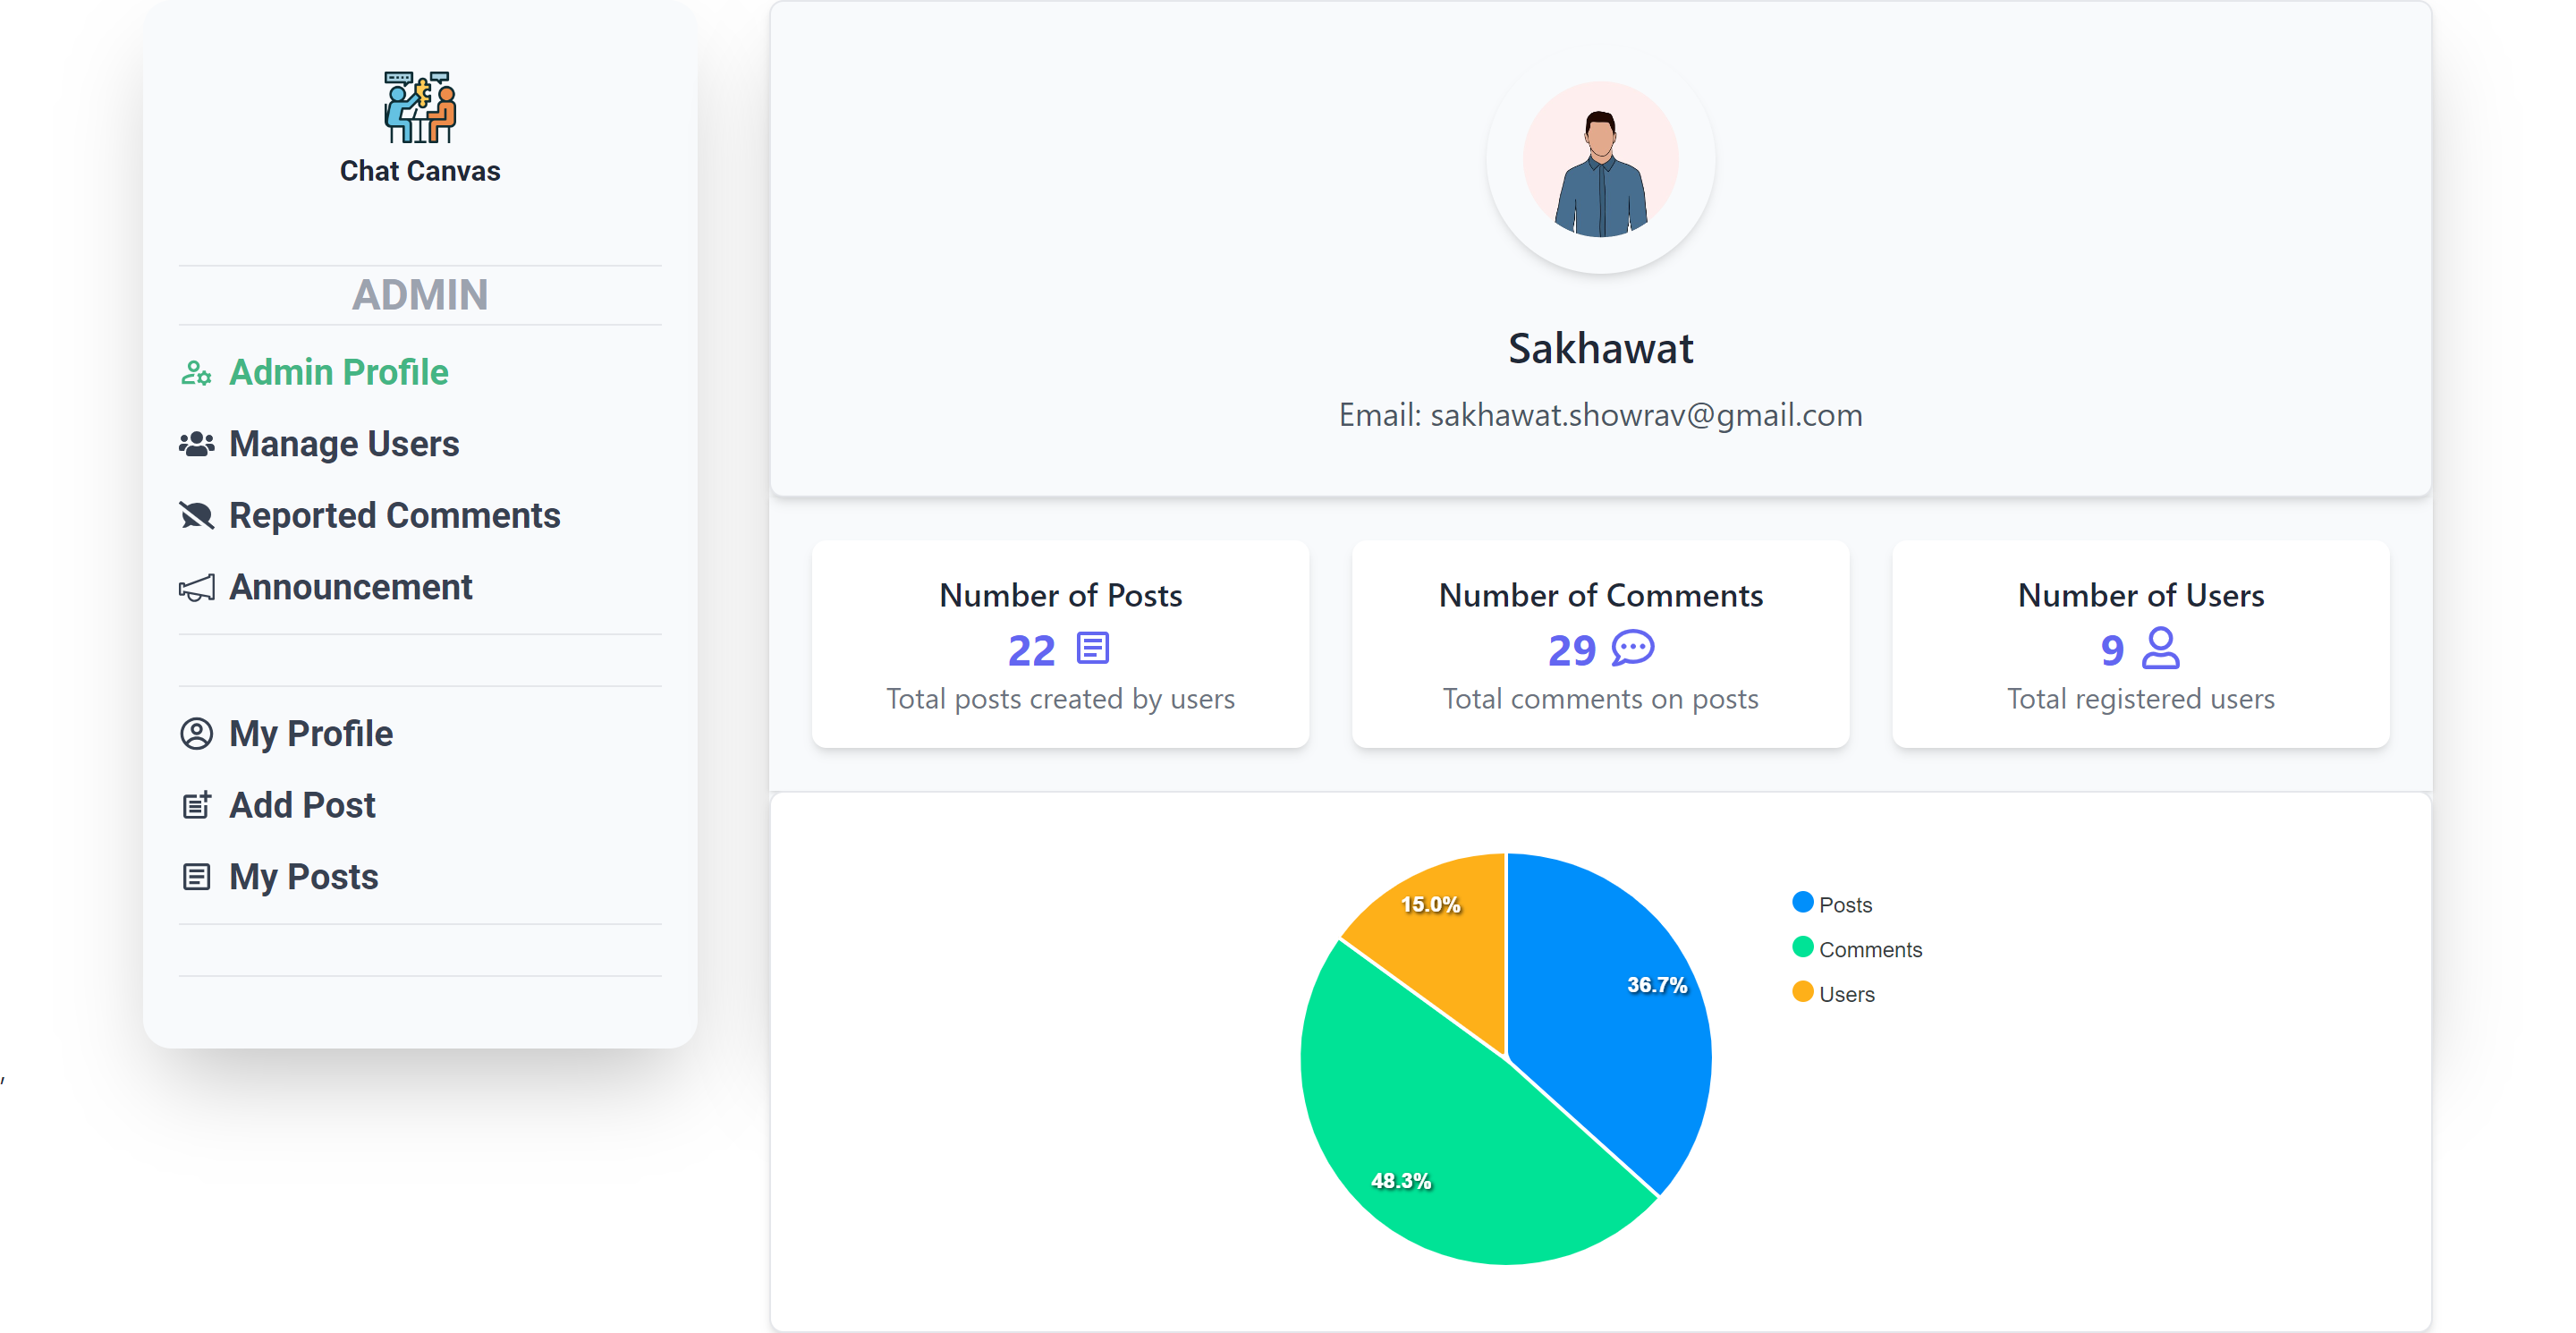 Chat Canvas
ADMIN
Admin Profile
Manage Users
Reported Comments
Announcement
My Profile
Add Post
My Posts
,
Sakhawat
Email: sakhawat.showrav@gmail.com
Number of Posts
22
Total posts created by users
Number of Comments
29
Total comments on posts
Number of Users
9
Total registered users
15.0%
36.7%
48.3%
Posts
Comments
Users